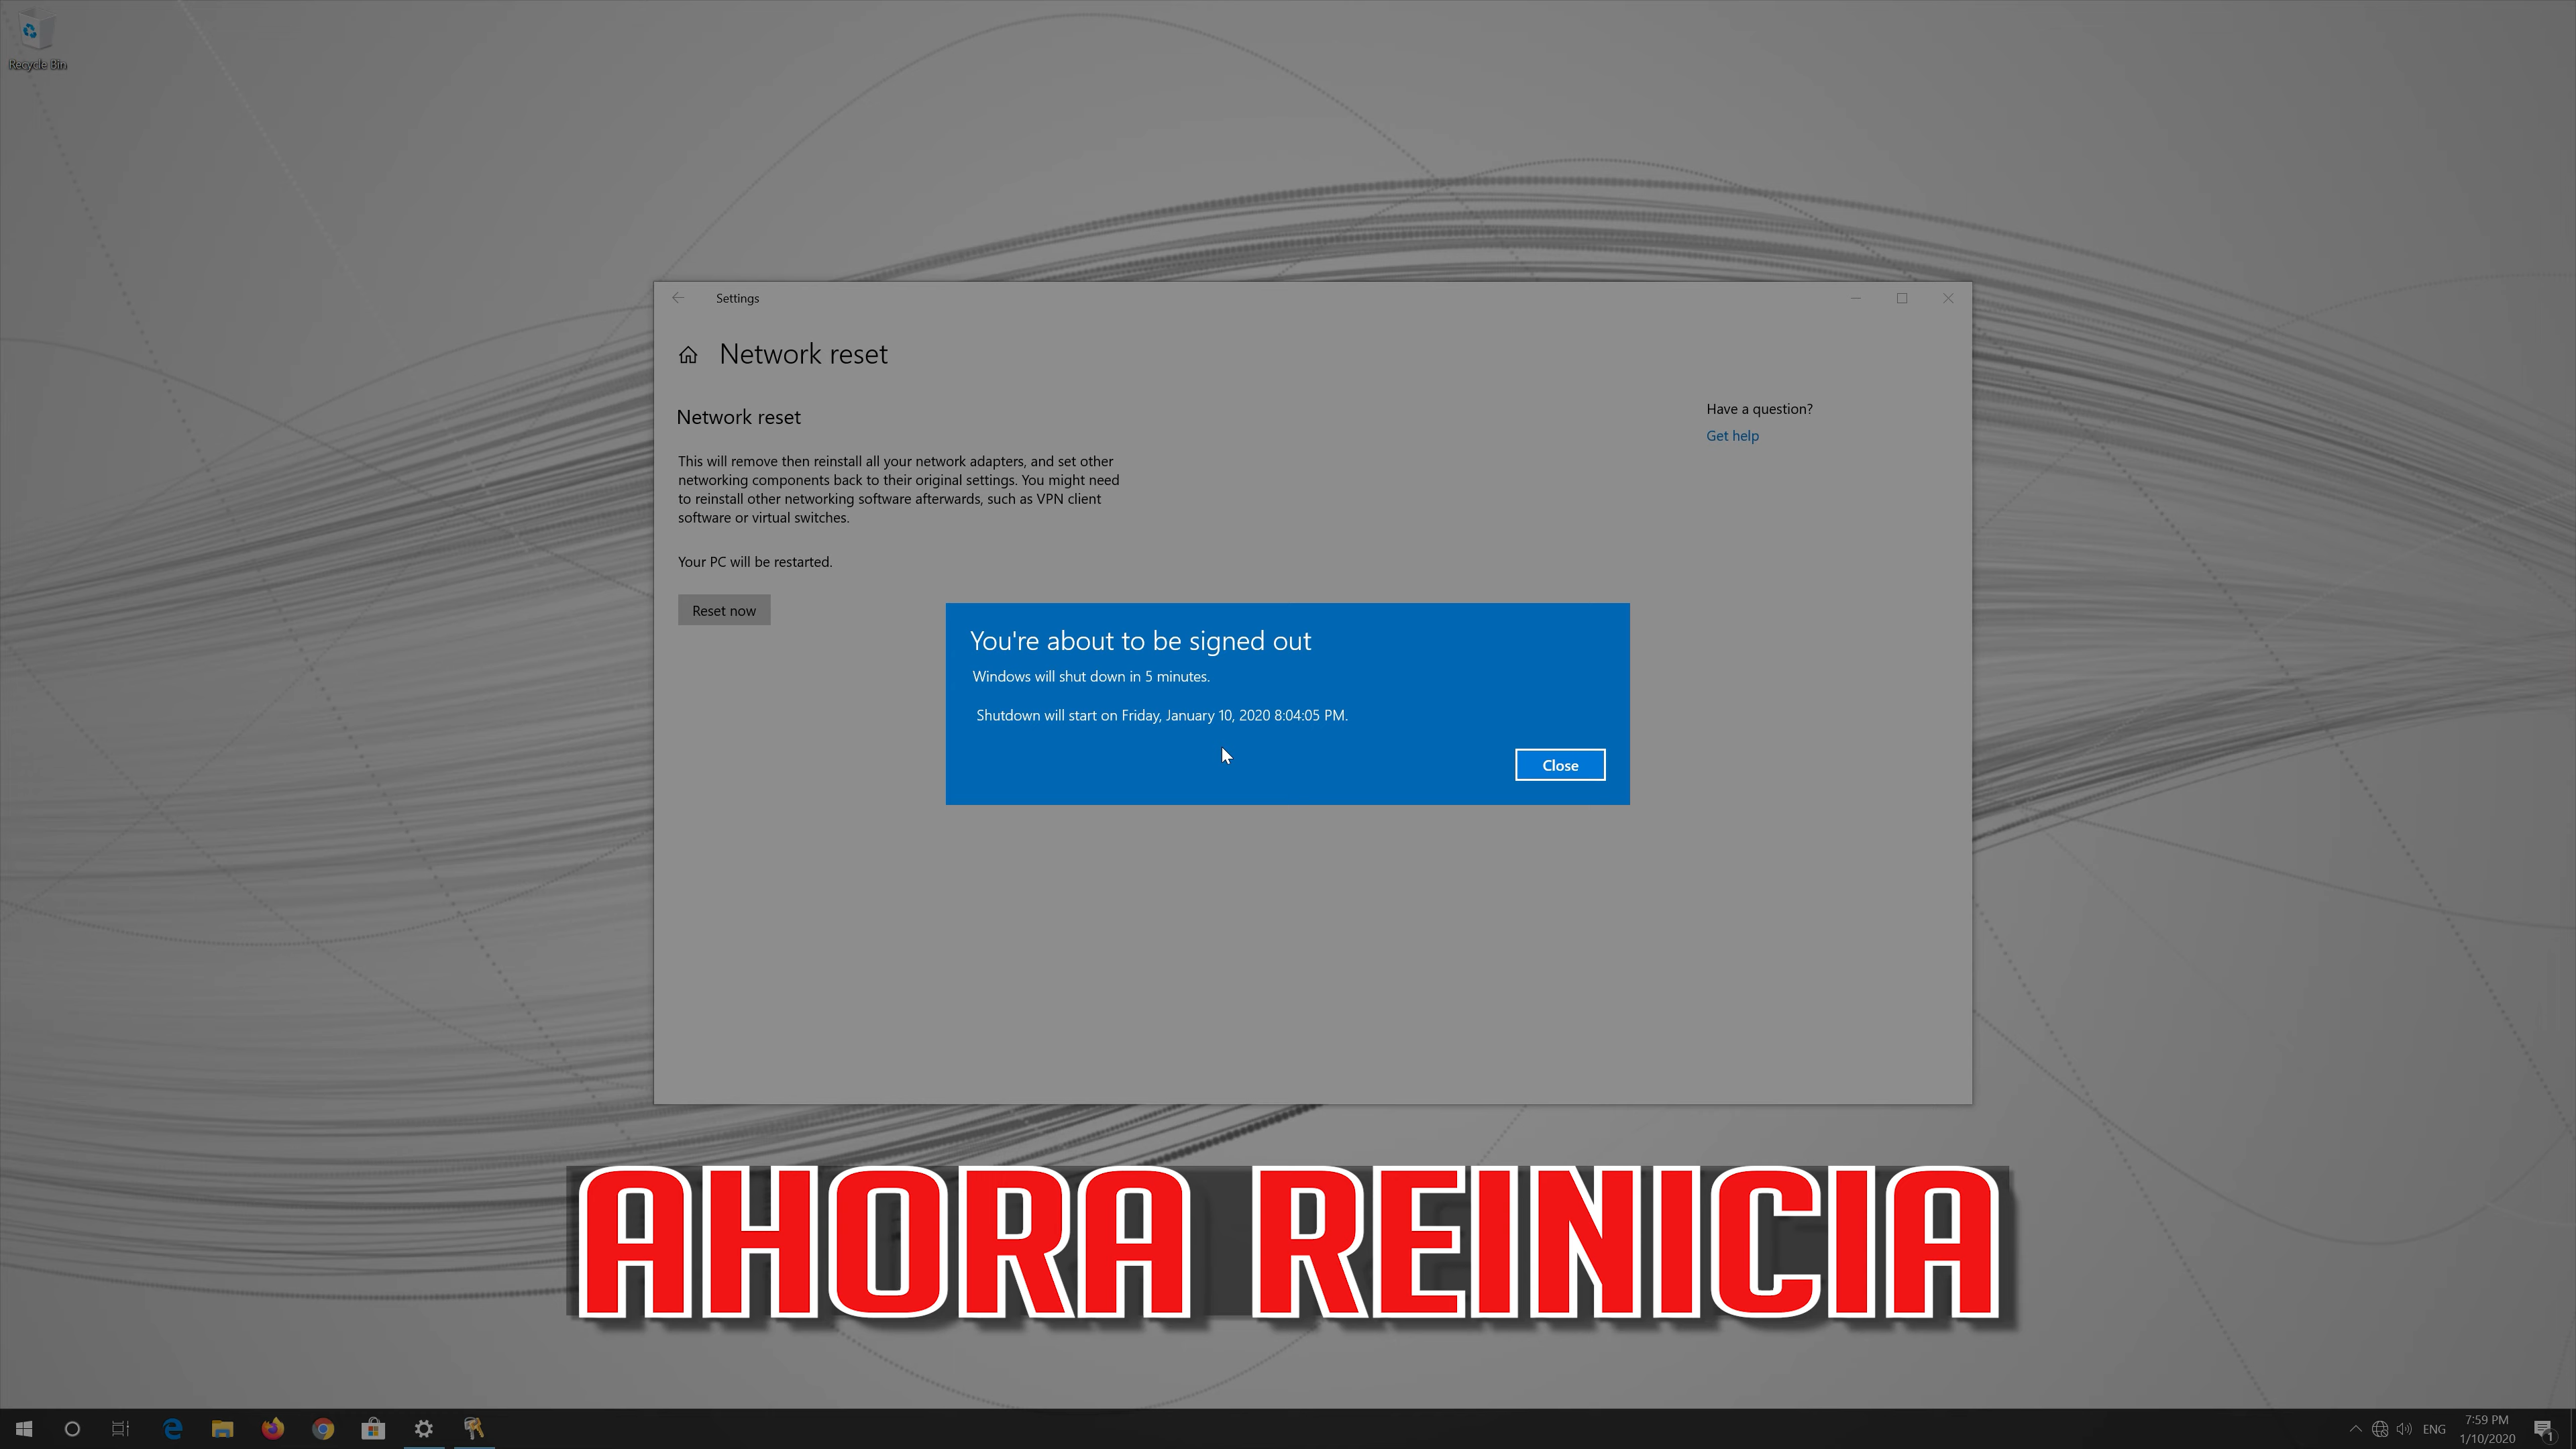 Recycle Bin
Settings
Network reset
Network reset
This will remove then reinstall all your network adapters, and set other
networking components back to their original settings. You might need
to reinstall other networking software afterwards, such as VPN client
software or virtual switches.
Your PC will be restarted.
Reset now
Have a question?
Get help
You're about to be signed out
Windows will shut down in 5 minutes.
Shutdown will start on Friday, January 10, 2020 8:04:05 PM.
Close
AHORA REINICIA
ENG
7:59 PM
1/10/2020
1